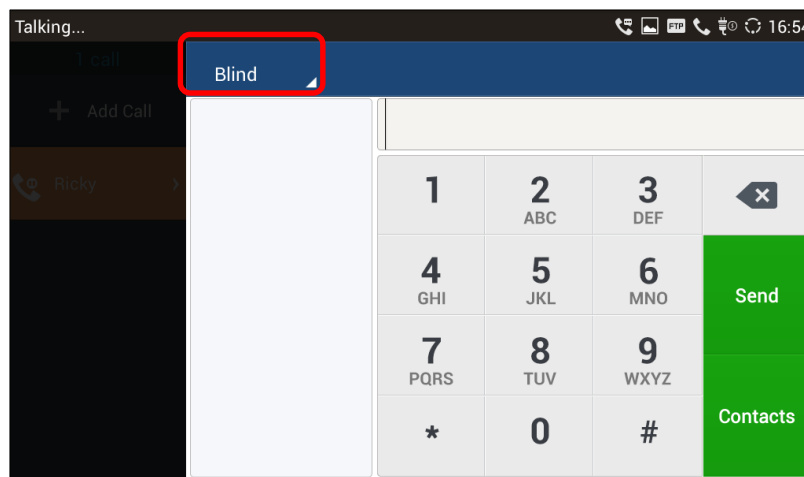 Talking...
FTP
16:54
1 call
Blind
Add Call
Ricky
1
2
3
ABC
DEF
4
5
6
GHI
JKL
MNO
Send
7
8
9
PQRS
TUV
WXYZ
Contacts
*
0
#